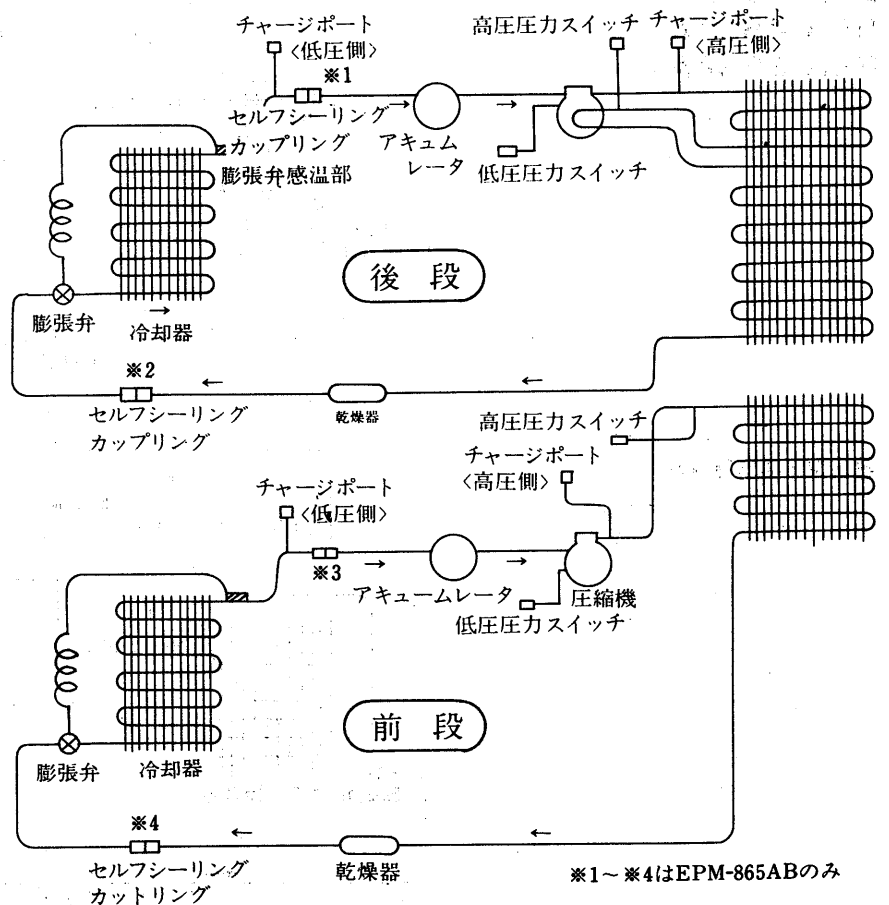 チャージポート
〈低圧側〉
高圧圧力スイッチ
チャージポート
〈高圧側〉
※1
セルフシーリング
カップリング
アキュム
レータ
低圧圧力スイッチ
膨張弁感温部
後段
膨張弁
冷却器
※2
セルフシーリング
カップリング
乾燥器
高圧圧力スイッチ
チャージポート
〈高圧側〉
チャージポート
〈低圧側〉
※3
アキュームレータ
圧縮機
低圧圧力スイッチ
前段
膨張弁
冷却器
※4
セルフシーリング
カットリング
乾燥器
※1～※4はEPM-865ABのみ